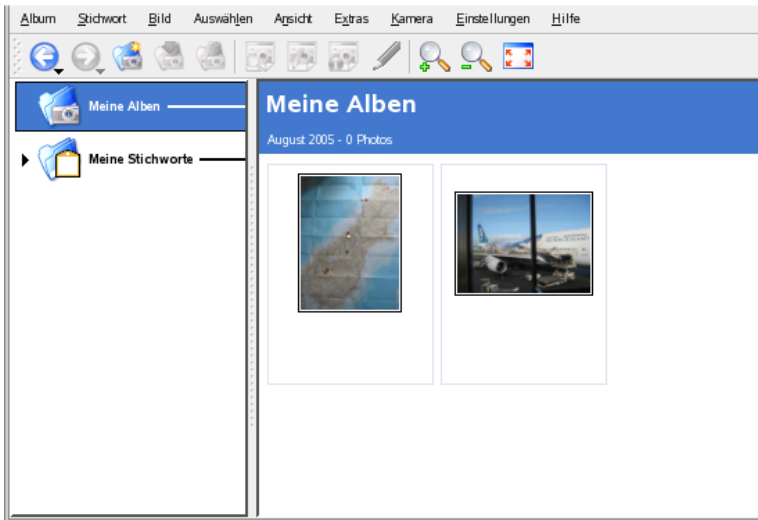 Album Stichwort Bild Auswählen Ansicht Extras Kamera Einstellungen Hilfe
Meine Alben
Meine Stichworte
Meine Alben
August 2005 - 0 Photos